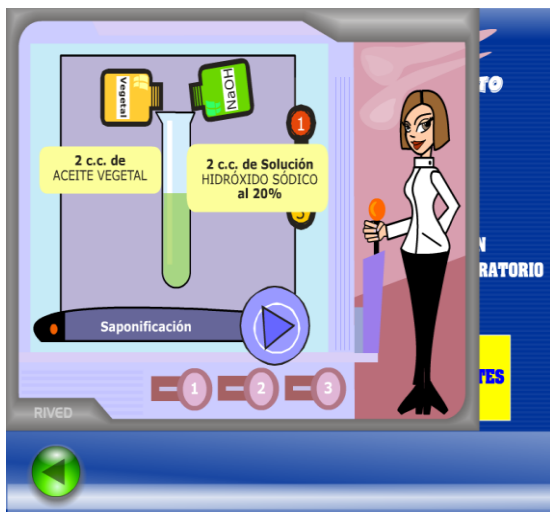 Vegetal
NaOH
1
2 c.c. de
ACEITE VEGETAL
2 c.c. de Solución
HIDRÓXIDO SÓDICO
al 20%
Saponificación
1
2
3
RIVED
TO
RATORIO
TES